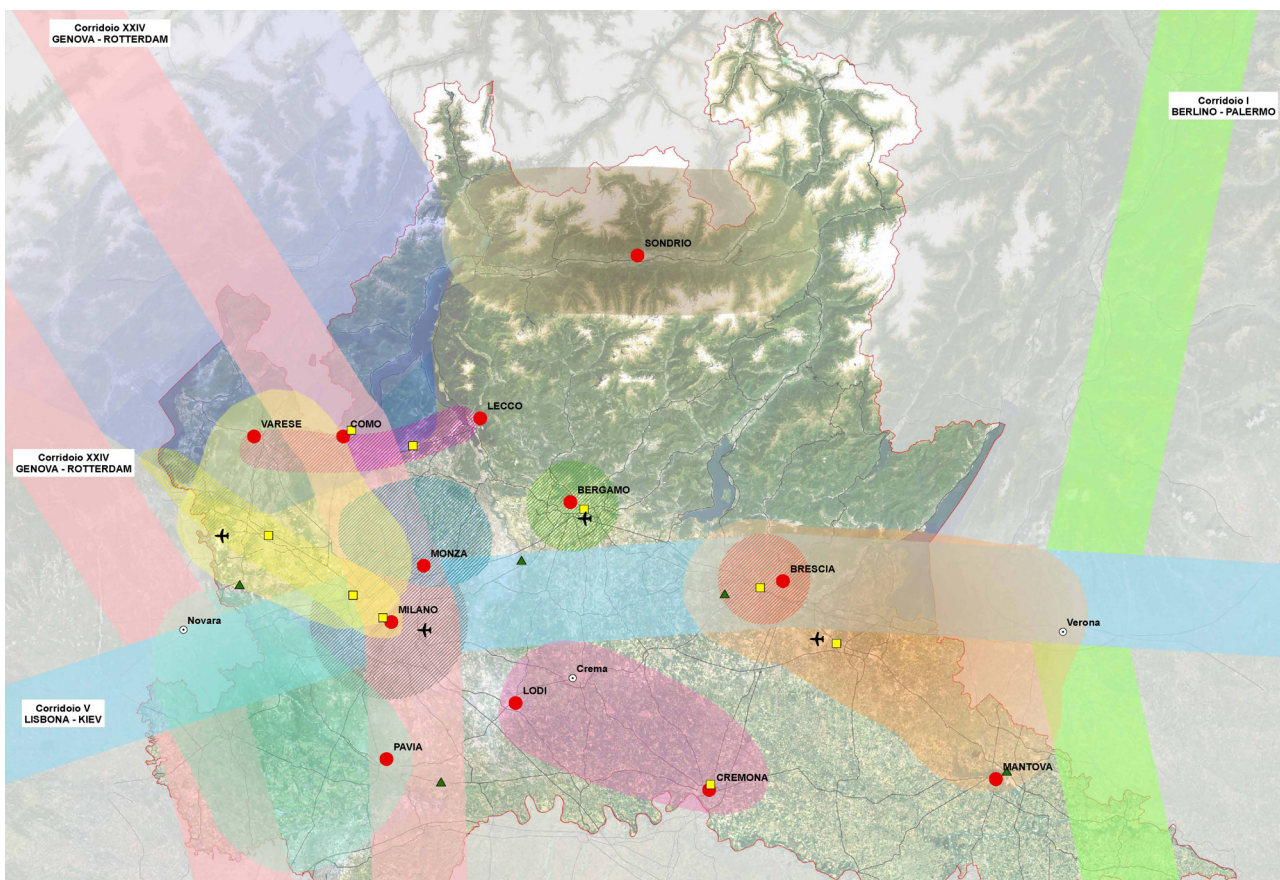 Corridoio XXIV
GENOVA - ROTTERDAM
Corridoio I
BERLINO - PALERMO
SONDRIO
LECCO
VARESE
COMO
Corridoio XXIV
GENOVA - ROTTERDAM
BERGAMO
MONZA
BRESCIA
MILANO
Novara
Verona
Crema
LODI
Corridoio V
LISBONA - KIEV
PAVIA
CREMONA
MANTOVA